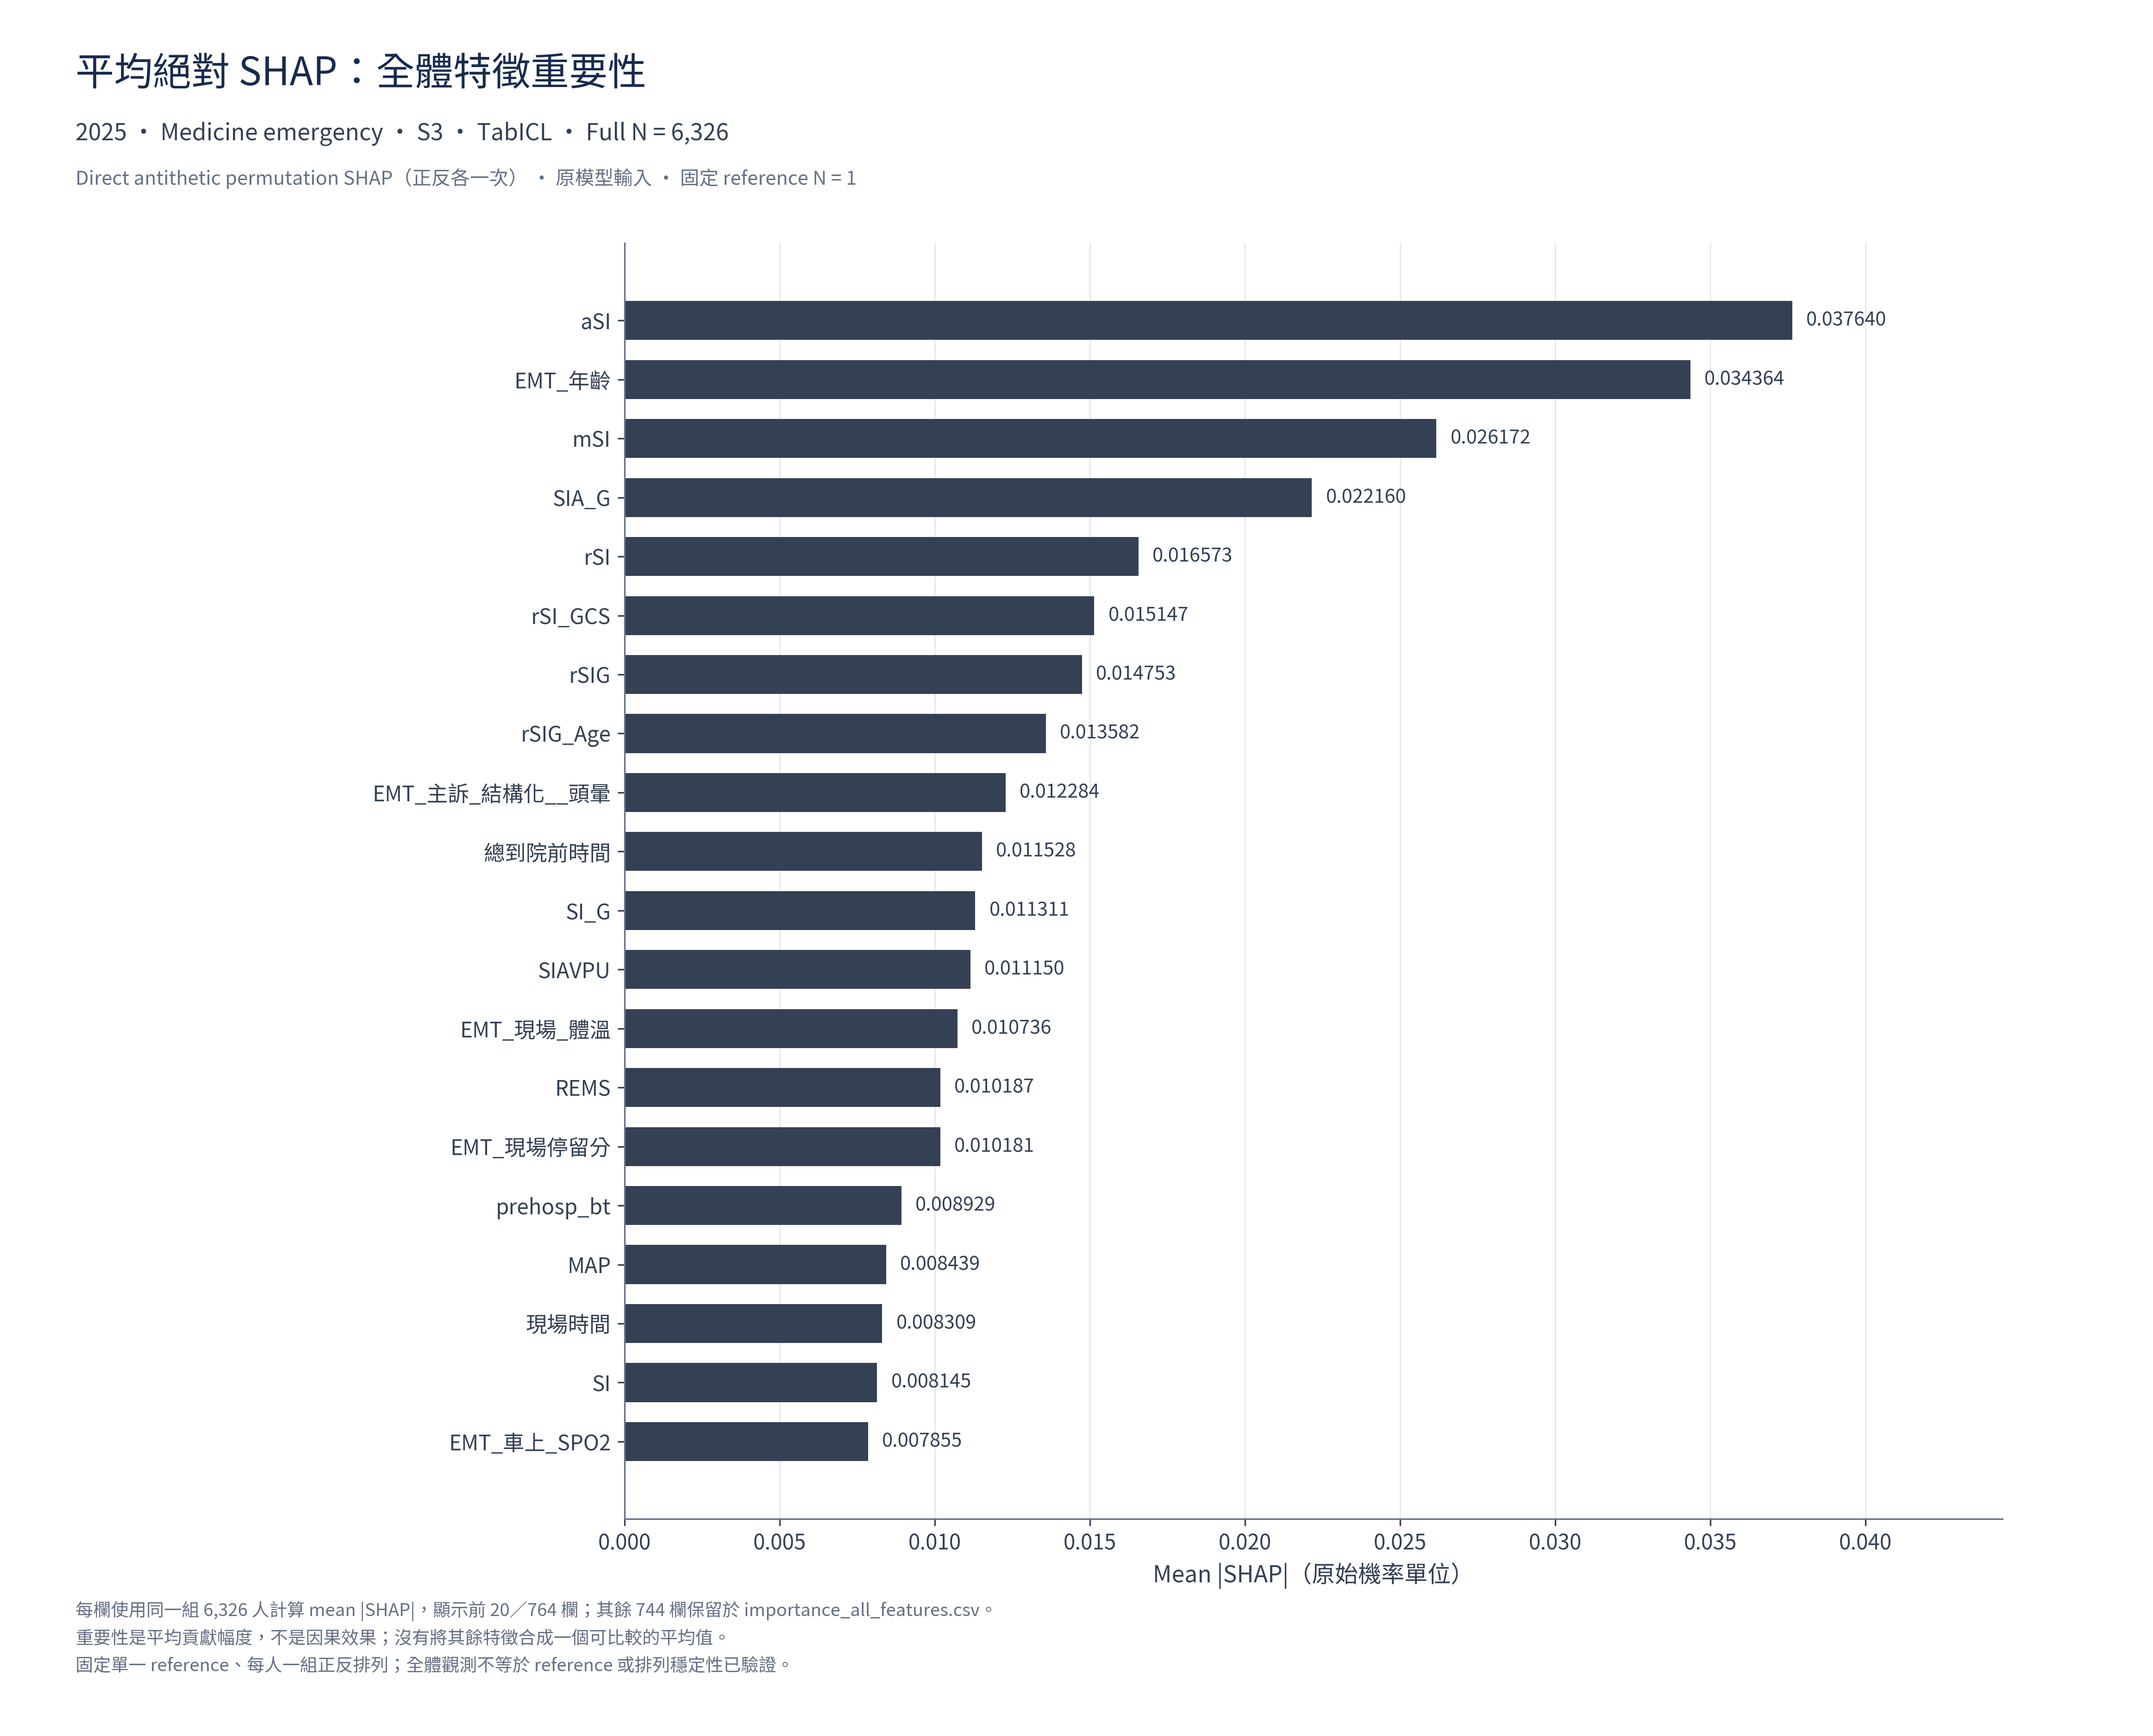 平均絕對 SHAP：全體特徵重要性
2025 • Medicine emergency • S3 • TabICL • Full N = 6,326
Direct antithetic permutation SHAP（正反各一次） • 原模型輸入 • 固定 reference N = 1
aSI 0.037640
EMT_年齡 0.034364
mSI 0.026172
SIA_G 0.022160
rSI 0.016573
rSI_GCS 0.015147
rSIG 0.014753
rSIG_Age 0.013582
EMT_主訴_結構化__頭暈 0.012284
總到院前時間 0.011528
SI_G 0.011311
SIAVPU 0.011150
EMT_現場_體溫 0.010736
REMS 0.010187
EMT_現場停留分 0.010181
prehosp_bt 0.008929
MAP 0.008439
現場時間 0.008309
SI 0.008145
EMT_車上_SPO2 0.007855
0.000 0.005 0.010 0.015 0.020 0.025 0.030 0.035 0.040
Mean |SHAP|（原始機率單位）
每欄使用同一組 6,326 人計算 mean |SHAP|，顯示前 20／764 欄；其餘 744 欄保留於 importance_all_features.csv。
重要性是平均貢獻幅度，不是因果效果；沒有將其餘特徵合成一個可比較的平均值。
固定單一 reference、每人一組正反排列；全體觀測不等於 reference 或排列穩定性已驗證。